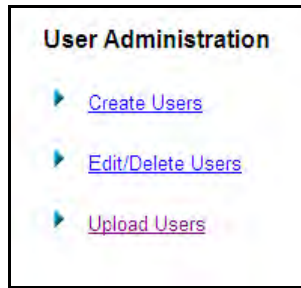 User Administration
Create Users
Edit/Delete Users
Upload Users